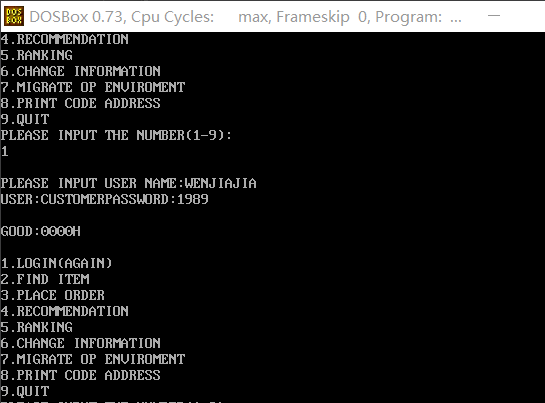 DOS
BOX
DOSBox 0.73, Cpu Cycles: max, Frameskip 0, Program: ...
4.RECOMMENDATION
5.RANKING
6.CHANGE INFORMATION
7.MIGRATE OP ENVIROMENT
8.PRINT CODE ADDRESS
9.QUIT
PLEASE INPUT THE NUMBER(1-9):
1
PLEASE INPUT USER NAME:WENJIAJIA
USER:CUSTOMERPASSWORD:1989
GOOD:0000H
1.LOGIN(AGAIN)
2.FIND ITEM
3.PLACE ORDER
4.RECOMMENDATION
5.RANKING
6.CHANGE INFORMATION
7.MIGRATE OP ENVIROMENT
8.PRINT CODE ADDRESS
9.QUIT